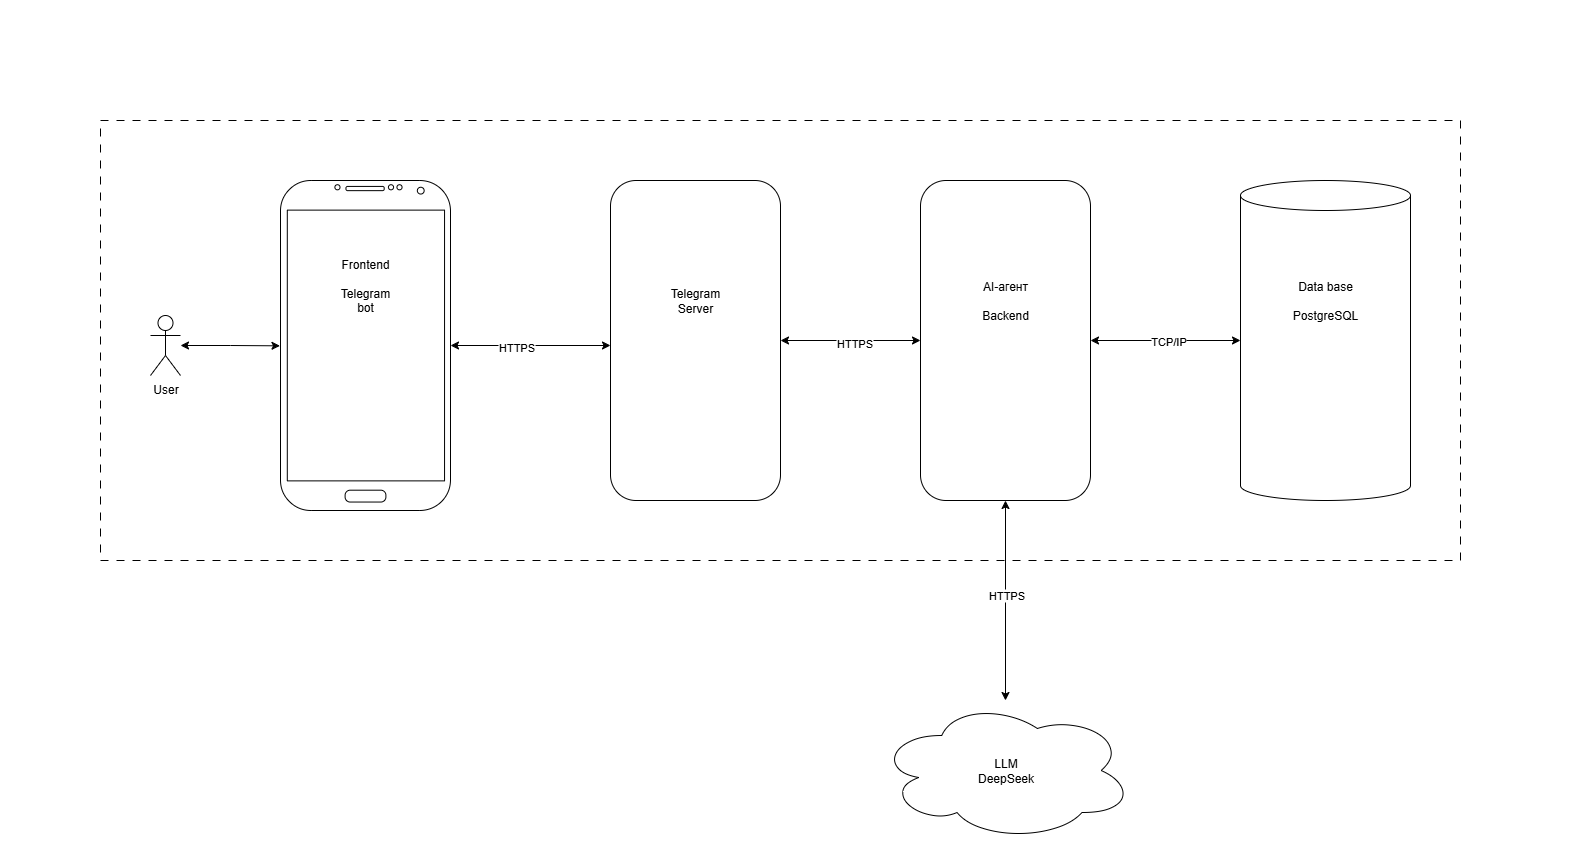 Frontend
Telegram
bot
Telegram
Server
AI-агент
Backend
Data base
PostgreSQL
User
HTTPS
HTTPS
TCP/IP
HTTPS
LLM
DeepSeek